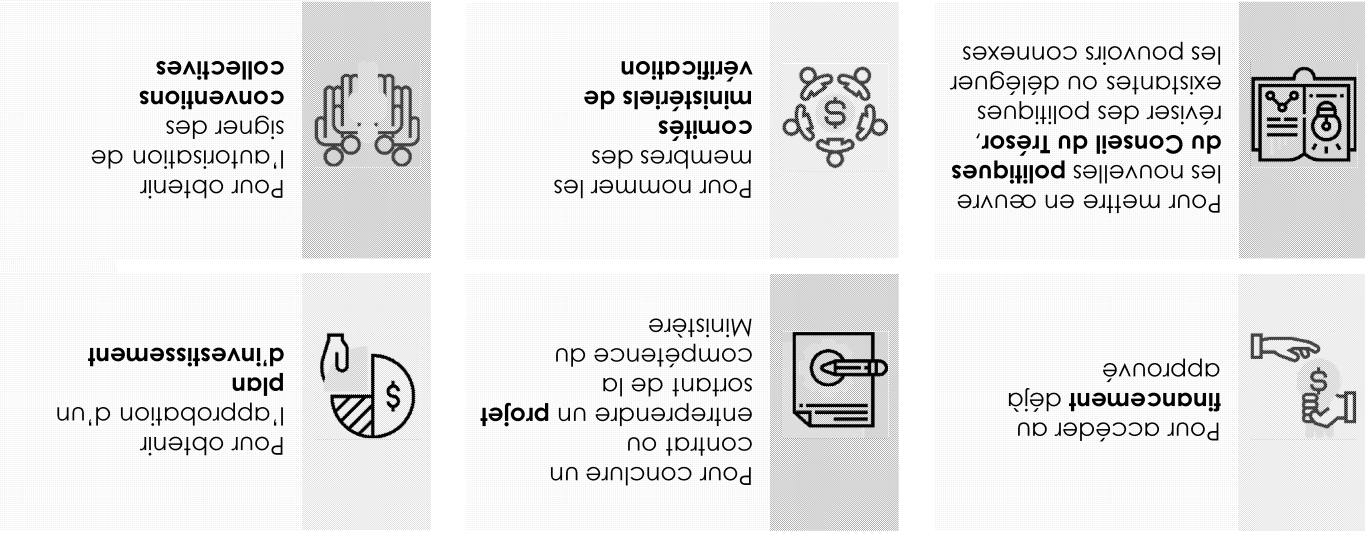 Pour accéder au
financement déjà
approuvé
Pour conclure un
contrat ou
entreprendre un projet
sortant de la
compétence du
Ministère
Pour obtenir
l'approbation d'un
plan
d'investissement
Pour mettre en œuvre
les nouvelles politiques
du Conseil du Trésor,
réviser des politiques
existantes ou déléguer
les pouvoirs connexes
Pour nommer les
membres des
comités
ministériels de
vérification
Pour obtenir
l'autorisation de
signer des
conventions
collectives